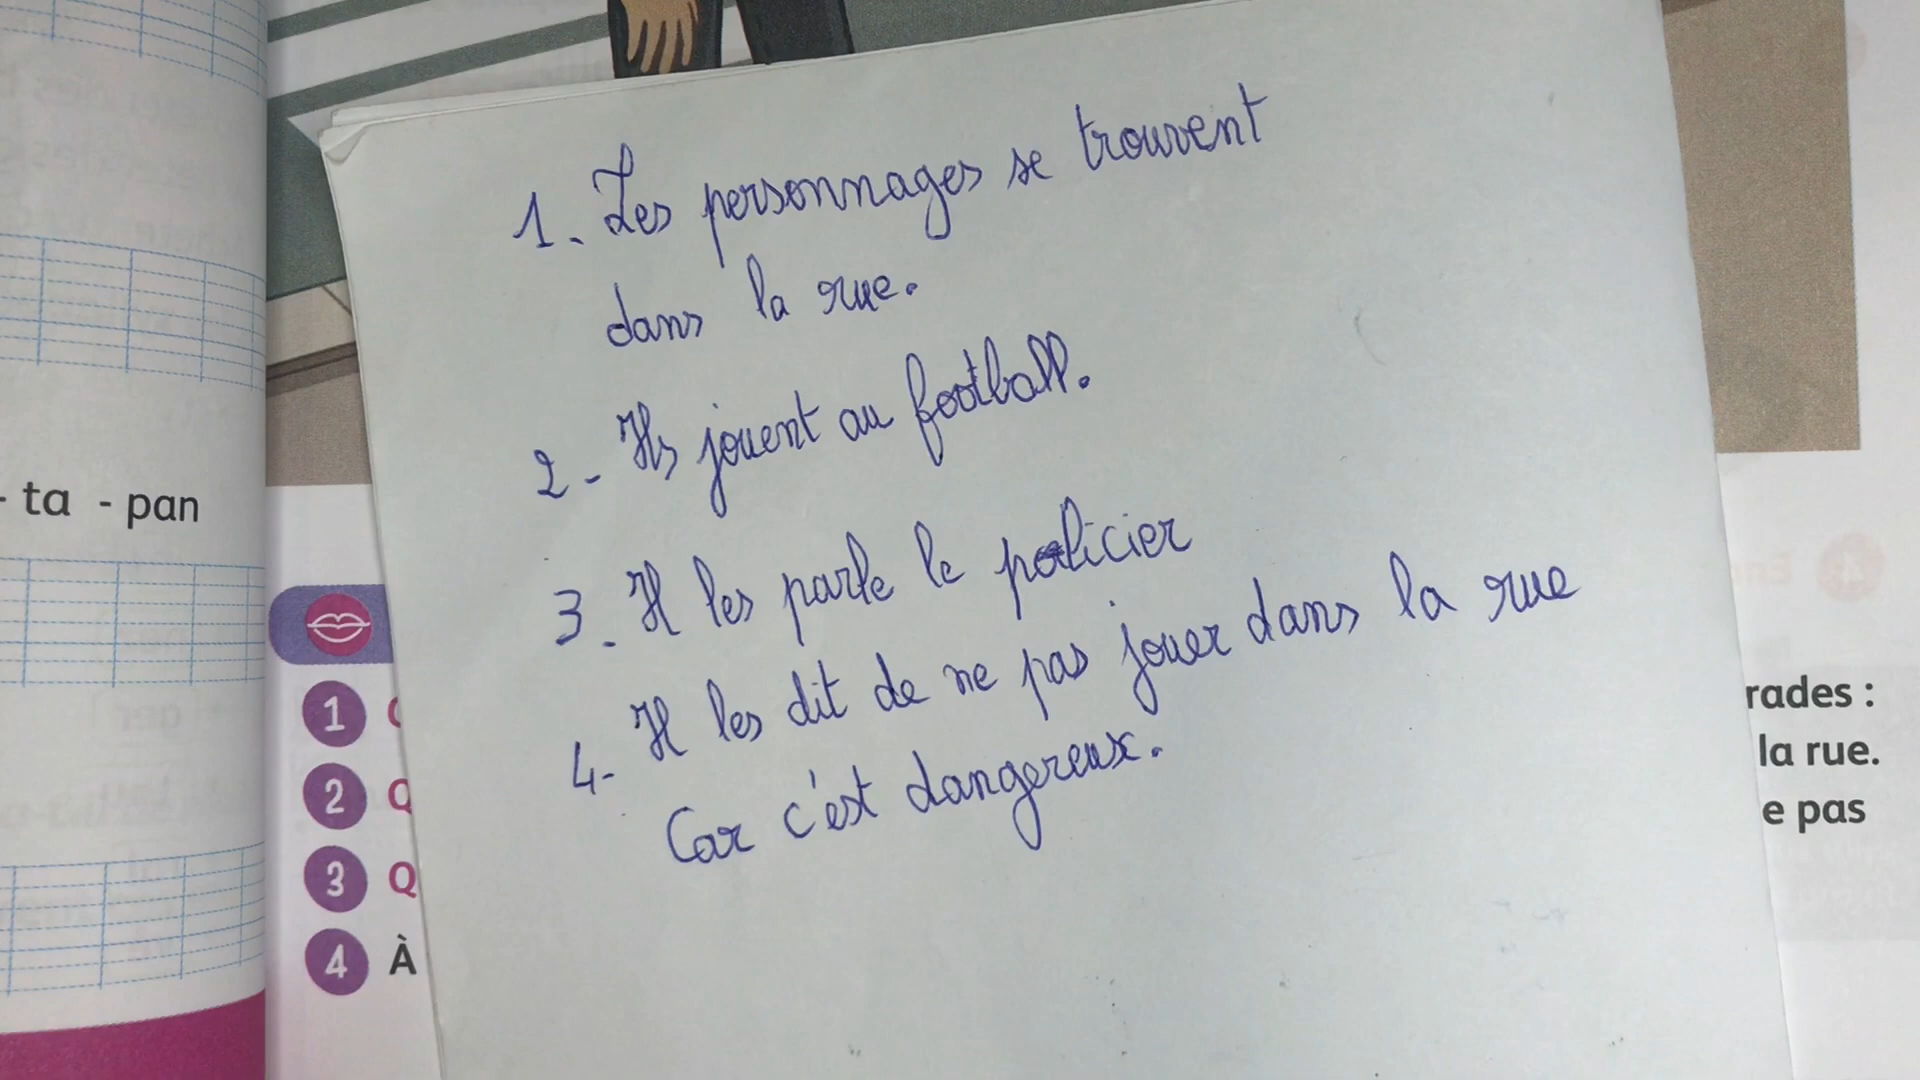 1. Les personnages se trouvent
dans la rue.
2- Ils jouent au football.
3. Il les parle le policier
4- Il les dit de ne pas jouer dans la rue
Car c'est dangereux.
- ta - pan
1
2 Q
3 Q
4 À
rades :
la rue.
e pas